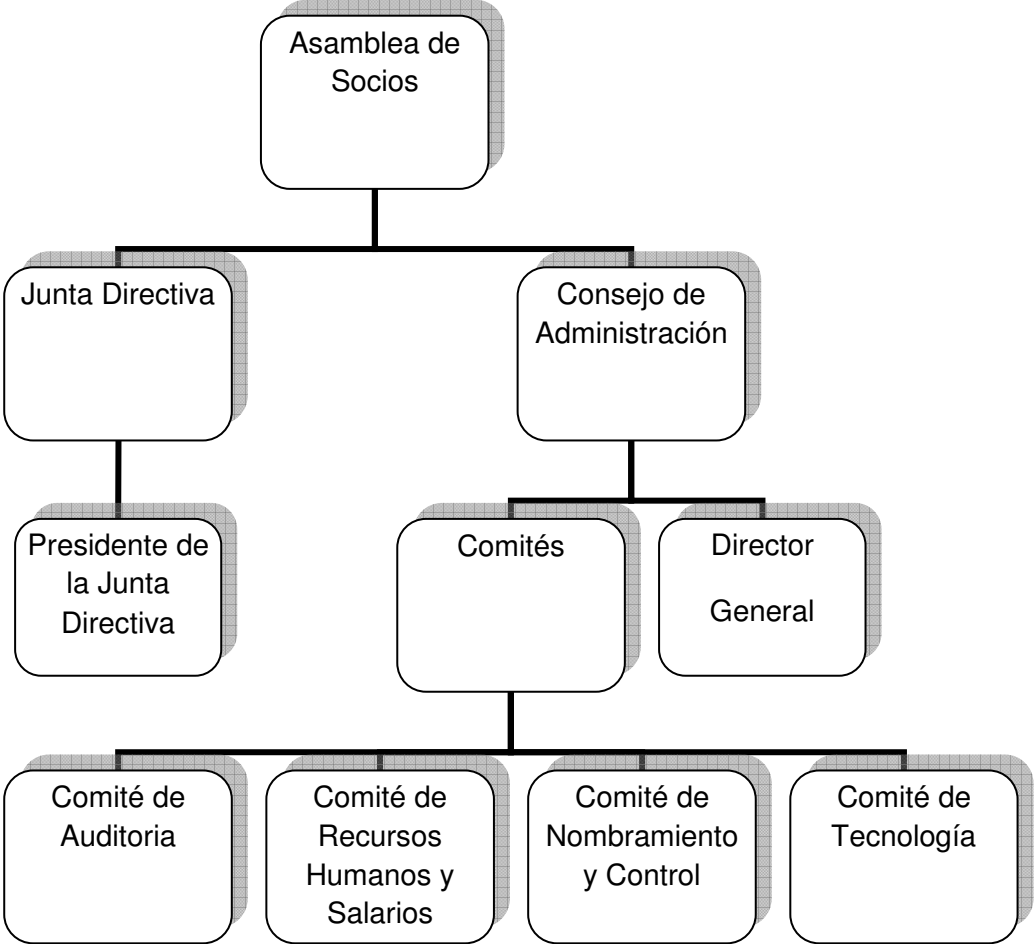 Asamblea de
Socios
Junta Directiva
Consejo de
Administración
Presidente de
la Junta
Directiva
Comités
Director
General
Comité de
Auditoria
Comité de
Recursos
Humanos y
Salarios
Comité de
Nombramiento
y Control
Comité de
Tecnología